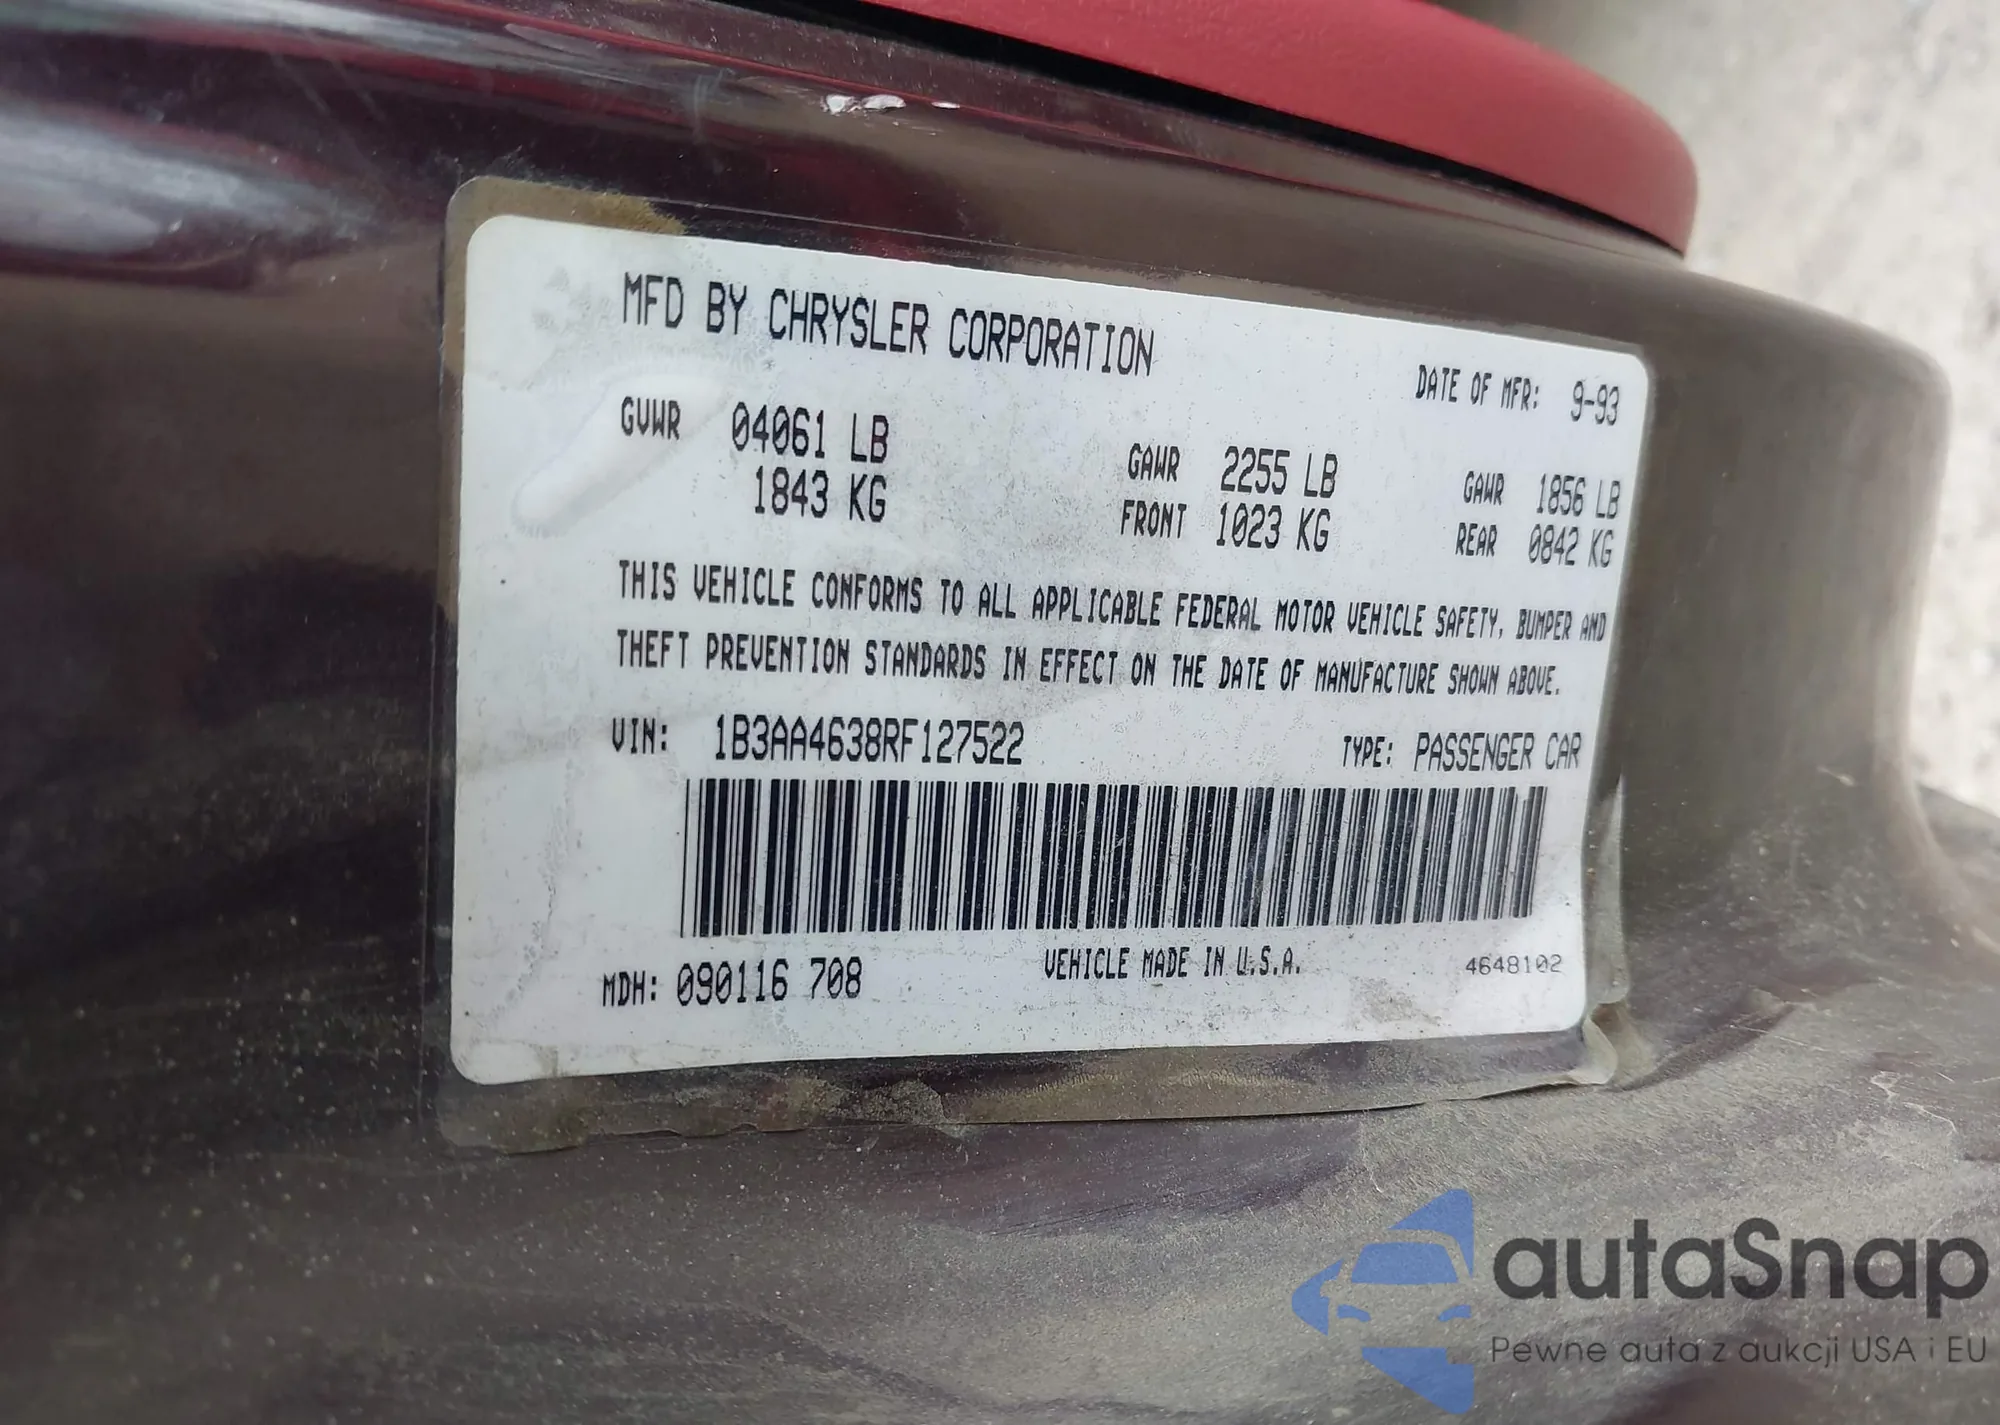 MFD BY CHRYSLER CORPORATION
DATE OF MFR: 9-93
GVWR 04061 LB
1843 KG
GAWR 2255 LB
FRONT 1023 KG
GAWR 1856 LB
REAR 0842 KG
THIS VEHICLE CONFORMS TO ALL APPLICABLE FEDERAL MOTOR VEHICLE SAFETY, BUMPER AND
THEFT PREVENTION STANDARDS IN EFFECT ON THE DATE OF MANUFACTURE SHOWN ABOVE.
VIN: 1B3AA4638RF127522
TYPE: PASSENGER CAR
MDH: 090116 708
VEHICLE MADE IN U.S.A.
4648102
autaSnap
Pewne auta z aukcji USA i EU